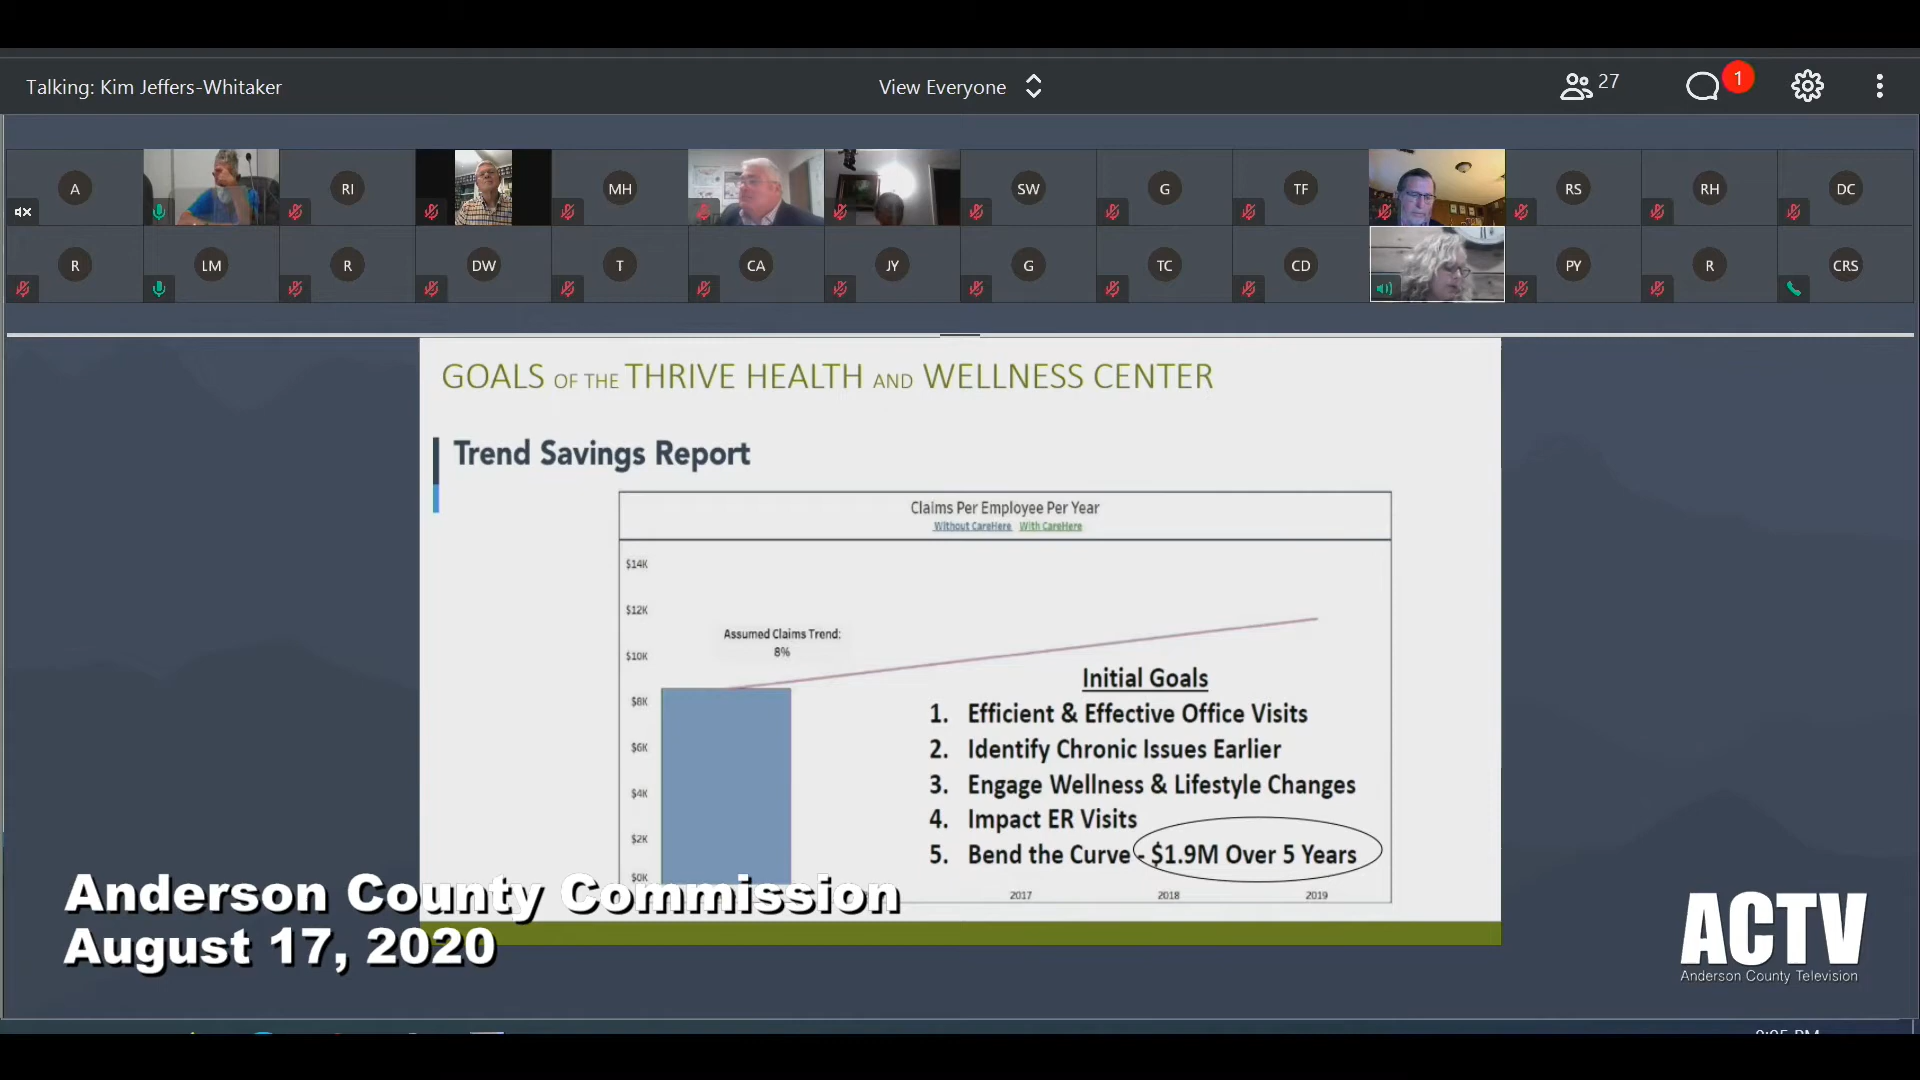 Talking: Kim Jeffers-Whitaker
View Everyone
27
1
A
RI
MH
SW
G
TF
RS
RH
DC
R
LM
R
DW
T
CA
JY
G
TC
CD
PY
R
CRS
GOALS OF THE THRIVE HEALTH AND WELLNESS CENTER
Trend Savings Report
Claims Per Employee Per Year
Without CareHere With CareHere
$14K
$12K
Assumed Claims Trend:
8%
$10K
$8K
$6K
$4K
$2K
$0K
Initial Goals
1. Efficient & Effective Office Visits
2. Identify Chronic Issues Earlier
3. Engage Wellness & Lifestyle Changes
4. Impact ER Visits
5. Bend the Curve - $1.9M Over 5 Years
2017 2018 2019
Anderson County Commission
August 17, 2020
ACTV
Anderson County Television